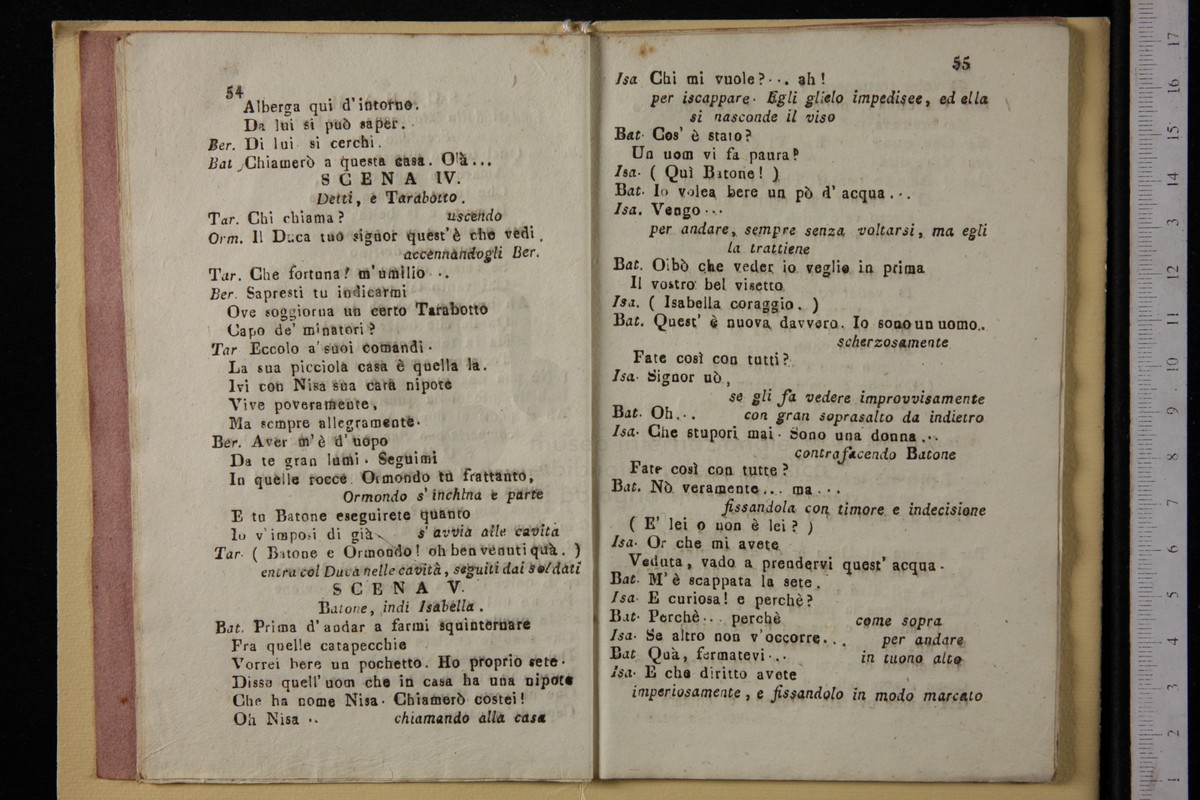 54
Alberga qui d'intorno.
Da lui si può saper.
Ber. Di lui si cerchi.
Bat Chiamerò a questa casa. Olà...
SCENA IV.
Detti, e Tarabotto.
Tar. Chi chiama? uscendo
Orm. Il Duca tuo signor quest'è che vedi,
accennandogli Ber.
Tar. Che fortuna! m'umilio ..
Ber. Sapresti tu indicarmi
Ove soggiorna un certo Tarabotto
Capo de' minatori?
Tar Eccolo a' suoi comandi.
La sua picciola casa è quella là.
Ivi con Nisa sua cara nipote
Vive poveramente,
Ma sempre allegramente.
Ber. Aver m'è d'uopo
Da te gran lumi. Seguimi
In quelle rocce. Ormondo tu frattanto,
Ormondo s'inchina e parte
E tu Batone eseguirete quanto
Io v'imposi di già. s'avvia alle cavità
Tar. ( Batone e Ormondo! oh ben venuti quà. )
entra col Duca nelle cavità, seguiti dai soldati
SCENA V.
Batone, indi Isabella.
Bat. Prima d'andar a farmi squinternare
Fra quelle catapecchie
Vorrei bere un pochetto. Ho proprio sete.
Disse quell'uom che in casa ha una nipote
Che ha nome Nisa. Chiamerò costei!
Oh Nisa .. chiamando alla casa
55
Isa Chi mi vuole?... ah!
per iscappare. Egli glielo impedisee, ed ella
si nasconde il viso
Bat. Cos' è stato?
Un uom vi fa paura?
Isa. ( Quì Batone! )
Bat. Io volea bere un pò d'acqua...
Isa. Vengo...
per andare, sempre senza voltarsi, ma egli
la trattiene
Bat. Oibò che veder io voglio in prima
Il vostro bel visetto
Isa. ( Isabella coraggio. )
Bat. Quest' è nuova davvero. Io sono un uomo..
scherzosamente
Fate così con tutti?
Isa. Signor nò,
se gli fa vedere improvvisamente
Bat. Oh... con gran soprasalto da indietro
Isa. Che stupori mai. Sono una donna...
contrafacendo Batone
Fate così con tutte?
Bat. Nò veramente... ma...
fissandola con timore e indecisione
( E' lei o non è lei? )
Isa. Or che mi avete
Veduta, vado a prendervi quest' acqua.
Bat. M' è scappata la sete.
Isa. E curiosa! e perchè?
Bat. Perchè... perchè come sopra
Isa. Se altro non v'occorre... per andare
Bat Quà, fermatevi... in tuono alto
Isa. E che diritto avete
imperiosamente, e fissandolo in modo marcato